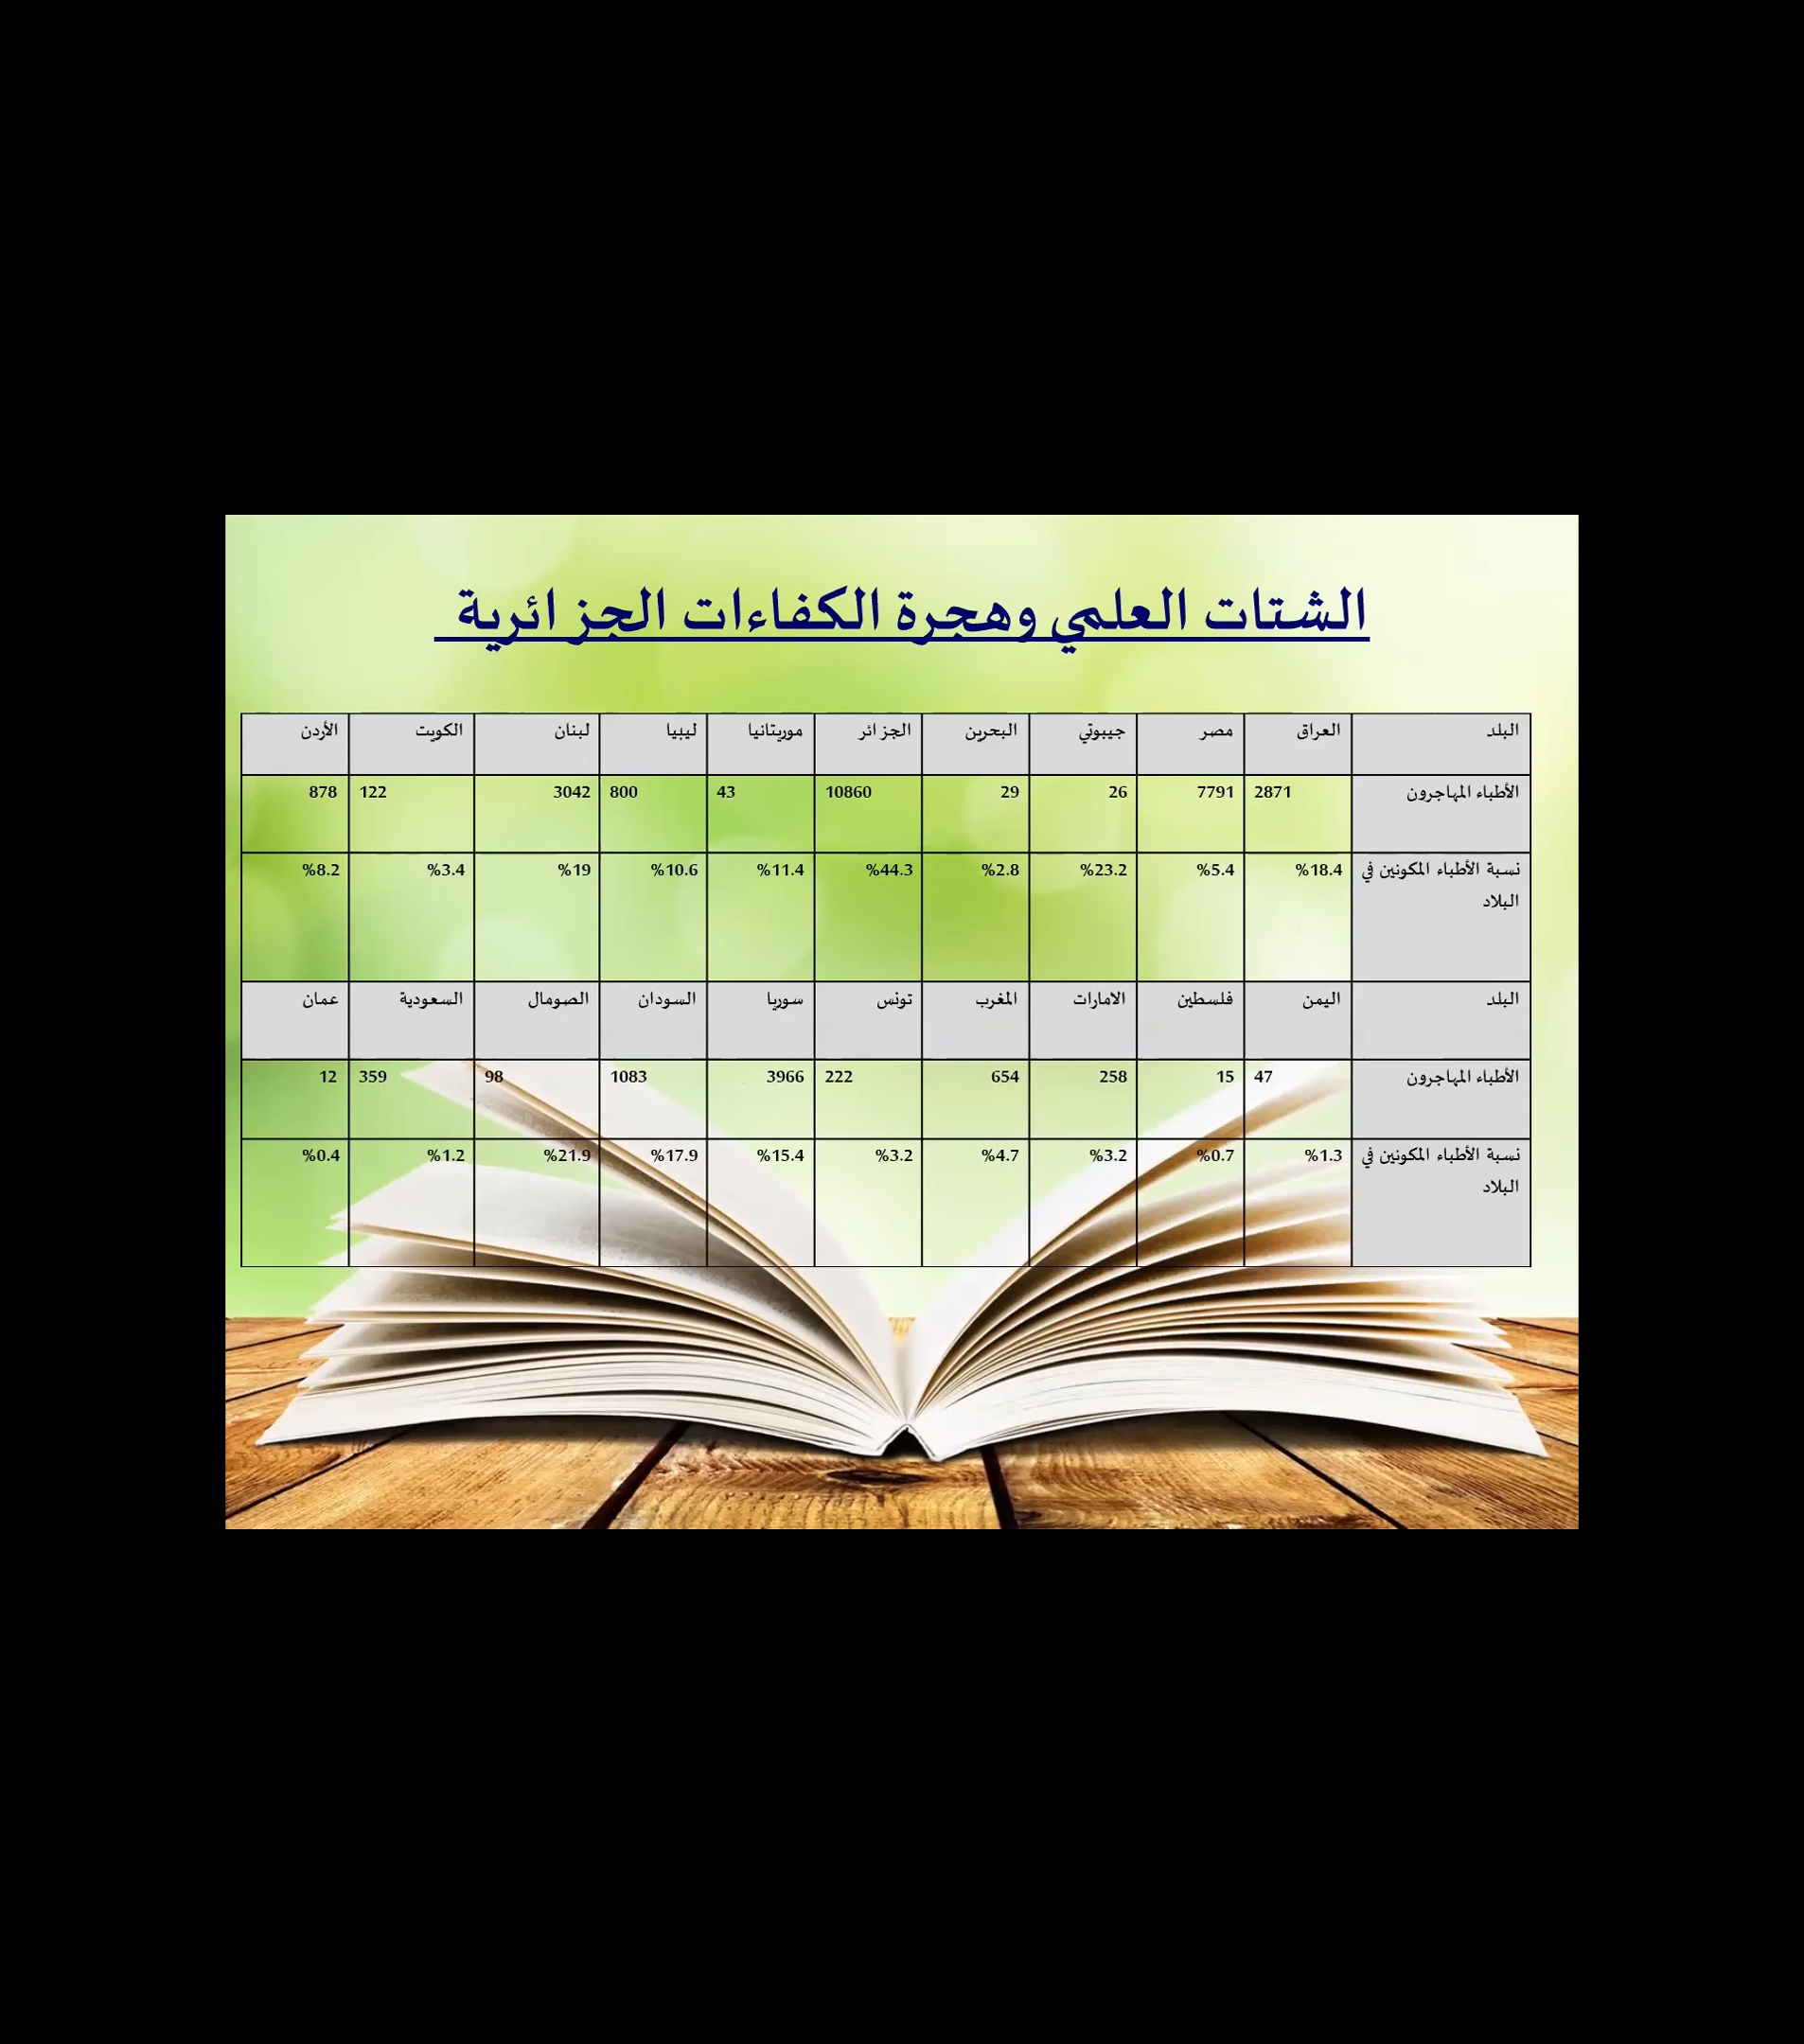 الشتات العلمي وهجرة الكفاءات الجزائرية
البلد العراق مصر جيبوتي البحرين الجزائر موريتانيا ليبيا لبنان الكويت الأردن
الأطباء المهاجرون 2871 7791 26 29 10860 43 800 3042 122 878
نسبة الأطباء المكونين في %18.4 %5.4 %23.2 %2.8 %44.3 %11.4 %10.6 %19 %3.4 %8.2
البلاد
البلد اليمن فلسطين الامارات المغرب تونس سوريا السودان الصومال السعودية عمان
الأطباء المهاجرون 47 15 258 654 222 3966 1083 98 359 12
نسبة الأطباء المكونين في %1.3 %0.7 %3.2 %4.7 %3.2 %15.4 %17.9 %21.9 %1.2 %0.4
البلاد